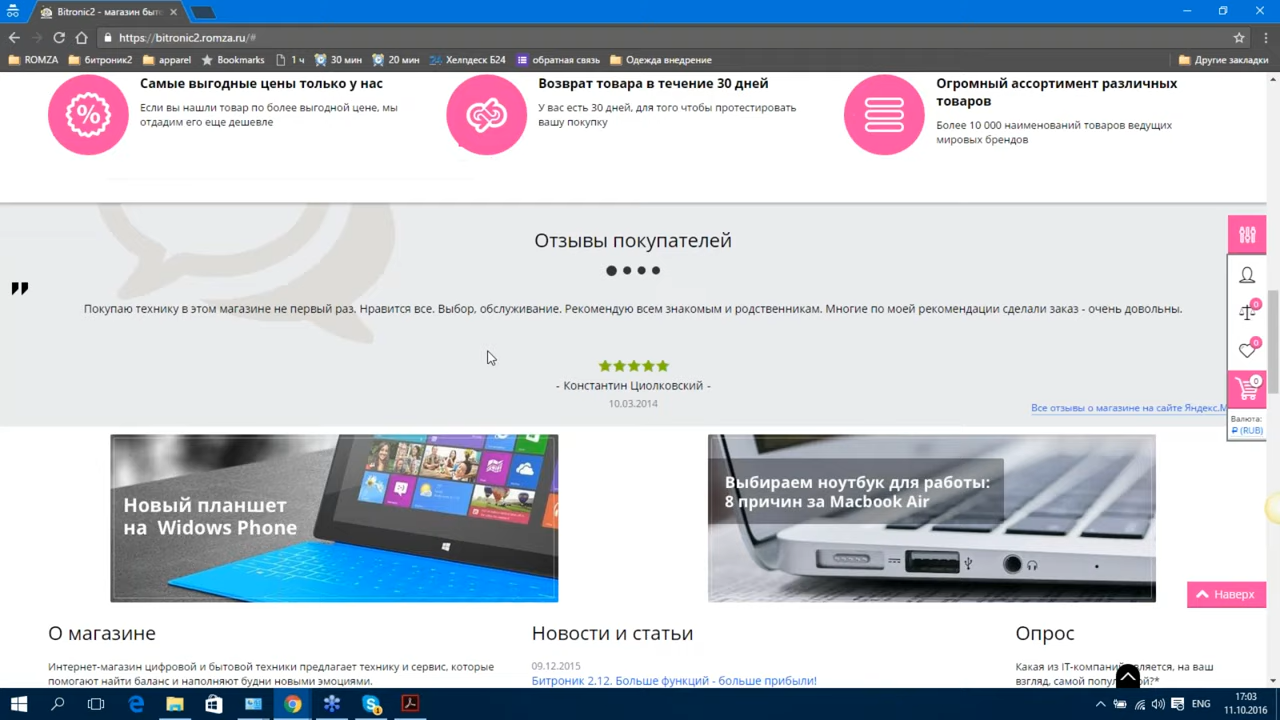 Bitronic2 - магазин быто
https://bitronic2.romza.ru/#
ROMZA
битроник2
apparel
Bookmarks
1 ч
30 мин
20 мин
24 Хелпдеск Б24
обратная связь
Одежда внедрение
Другие закладки
Самые выгодные цены только у нас
Если вы нашли товар по более выгодной цене, мы
отдадим его еще дешевле
Возврат товара в течение 30 дней
У вас есть 30 дней, для того чтобы протестировать
вашу покупку
Огромный ассортимент различных
товаров
Более 10 000 наименований товаров ведущих
мировых брендов
Отзывы покупателей
Покупаю технику в этом магазине не первый раз. Нравится все. Выбор, обслуживание. Рекомендую всем знакомым и родственникам. Многие по моей рекомендации сделали заказ - очень довольны.
- Константин Циолковский -
10.03.2014
Все отзывы о магазине на сайте Яндекс.М
0
0
0
Валюта:
₽ (RUB)
Новый планшет
на Widows Phone
Выбираем ноутбук для работы:
8 причин за Macbook Air
Наверх
О магазине
Интернет-магазин цифровой и бытовой техники предлагает технику и сервис, которые
помогают найти баланс и наполняют будни новыми эмоциями.
Новости и статьи
09.12.2015
Битроник 2.12. Больше функций - больше прибыли!
Опрос
Какая из IT-компаний является, на ваш
взгляд, самой
ENG
17:03
11.10.2016